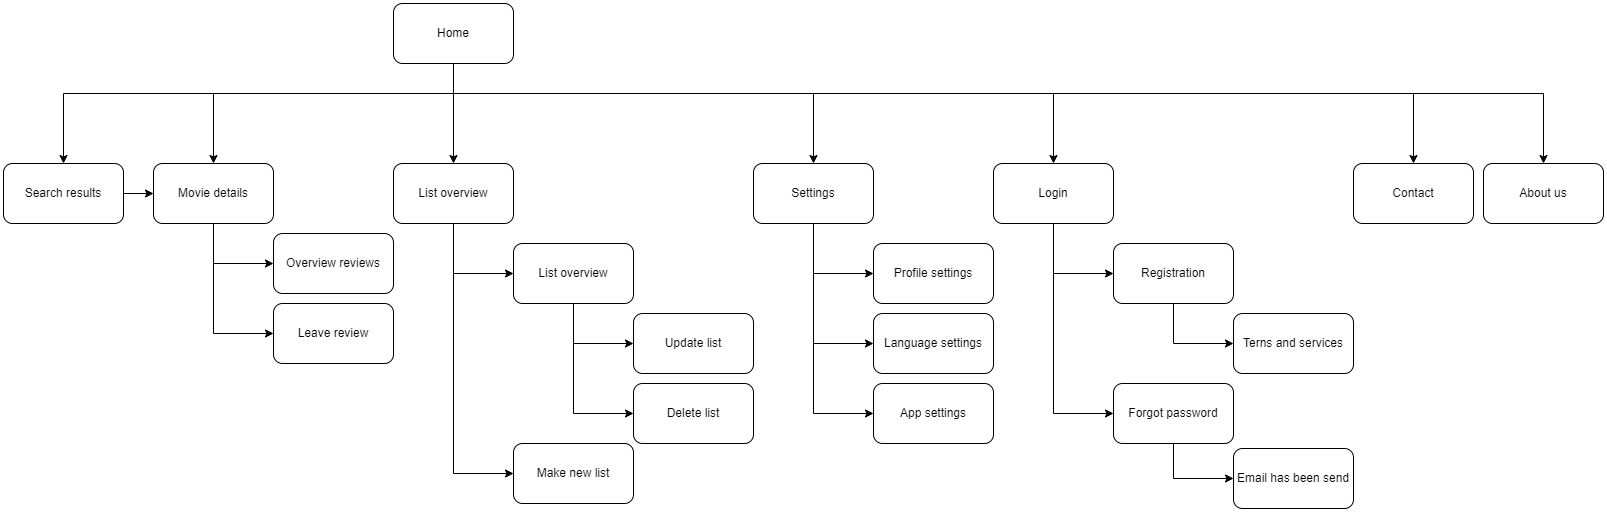 Home
Search results
Movie details
List overview
Settings
Login
Contact
About us
Overview reviews
Leave review
List overview
Update list
Delete list
Make new list
Profile settings
Language settings
App settings
Registration
Terns and services
Forgot password
Email has been send